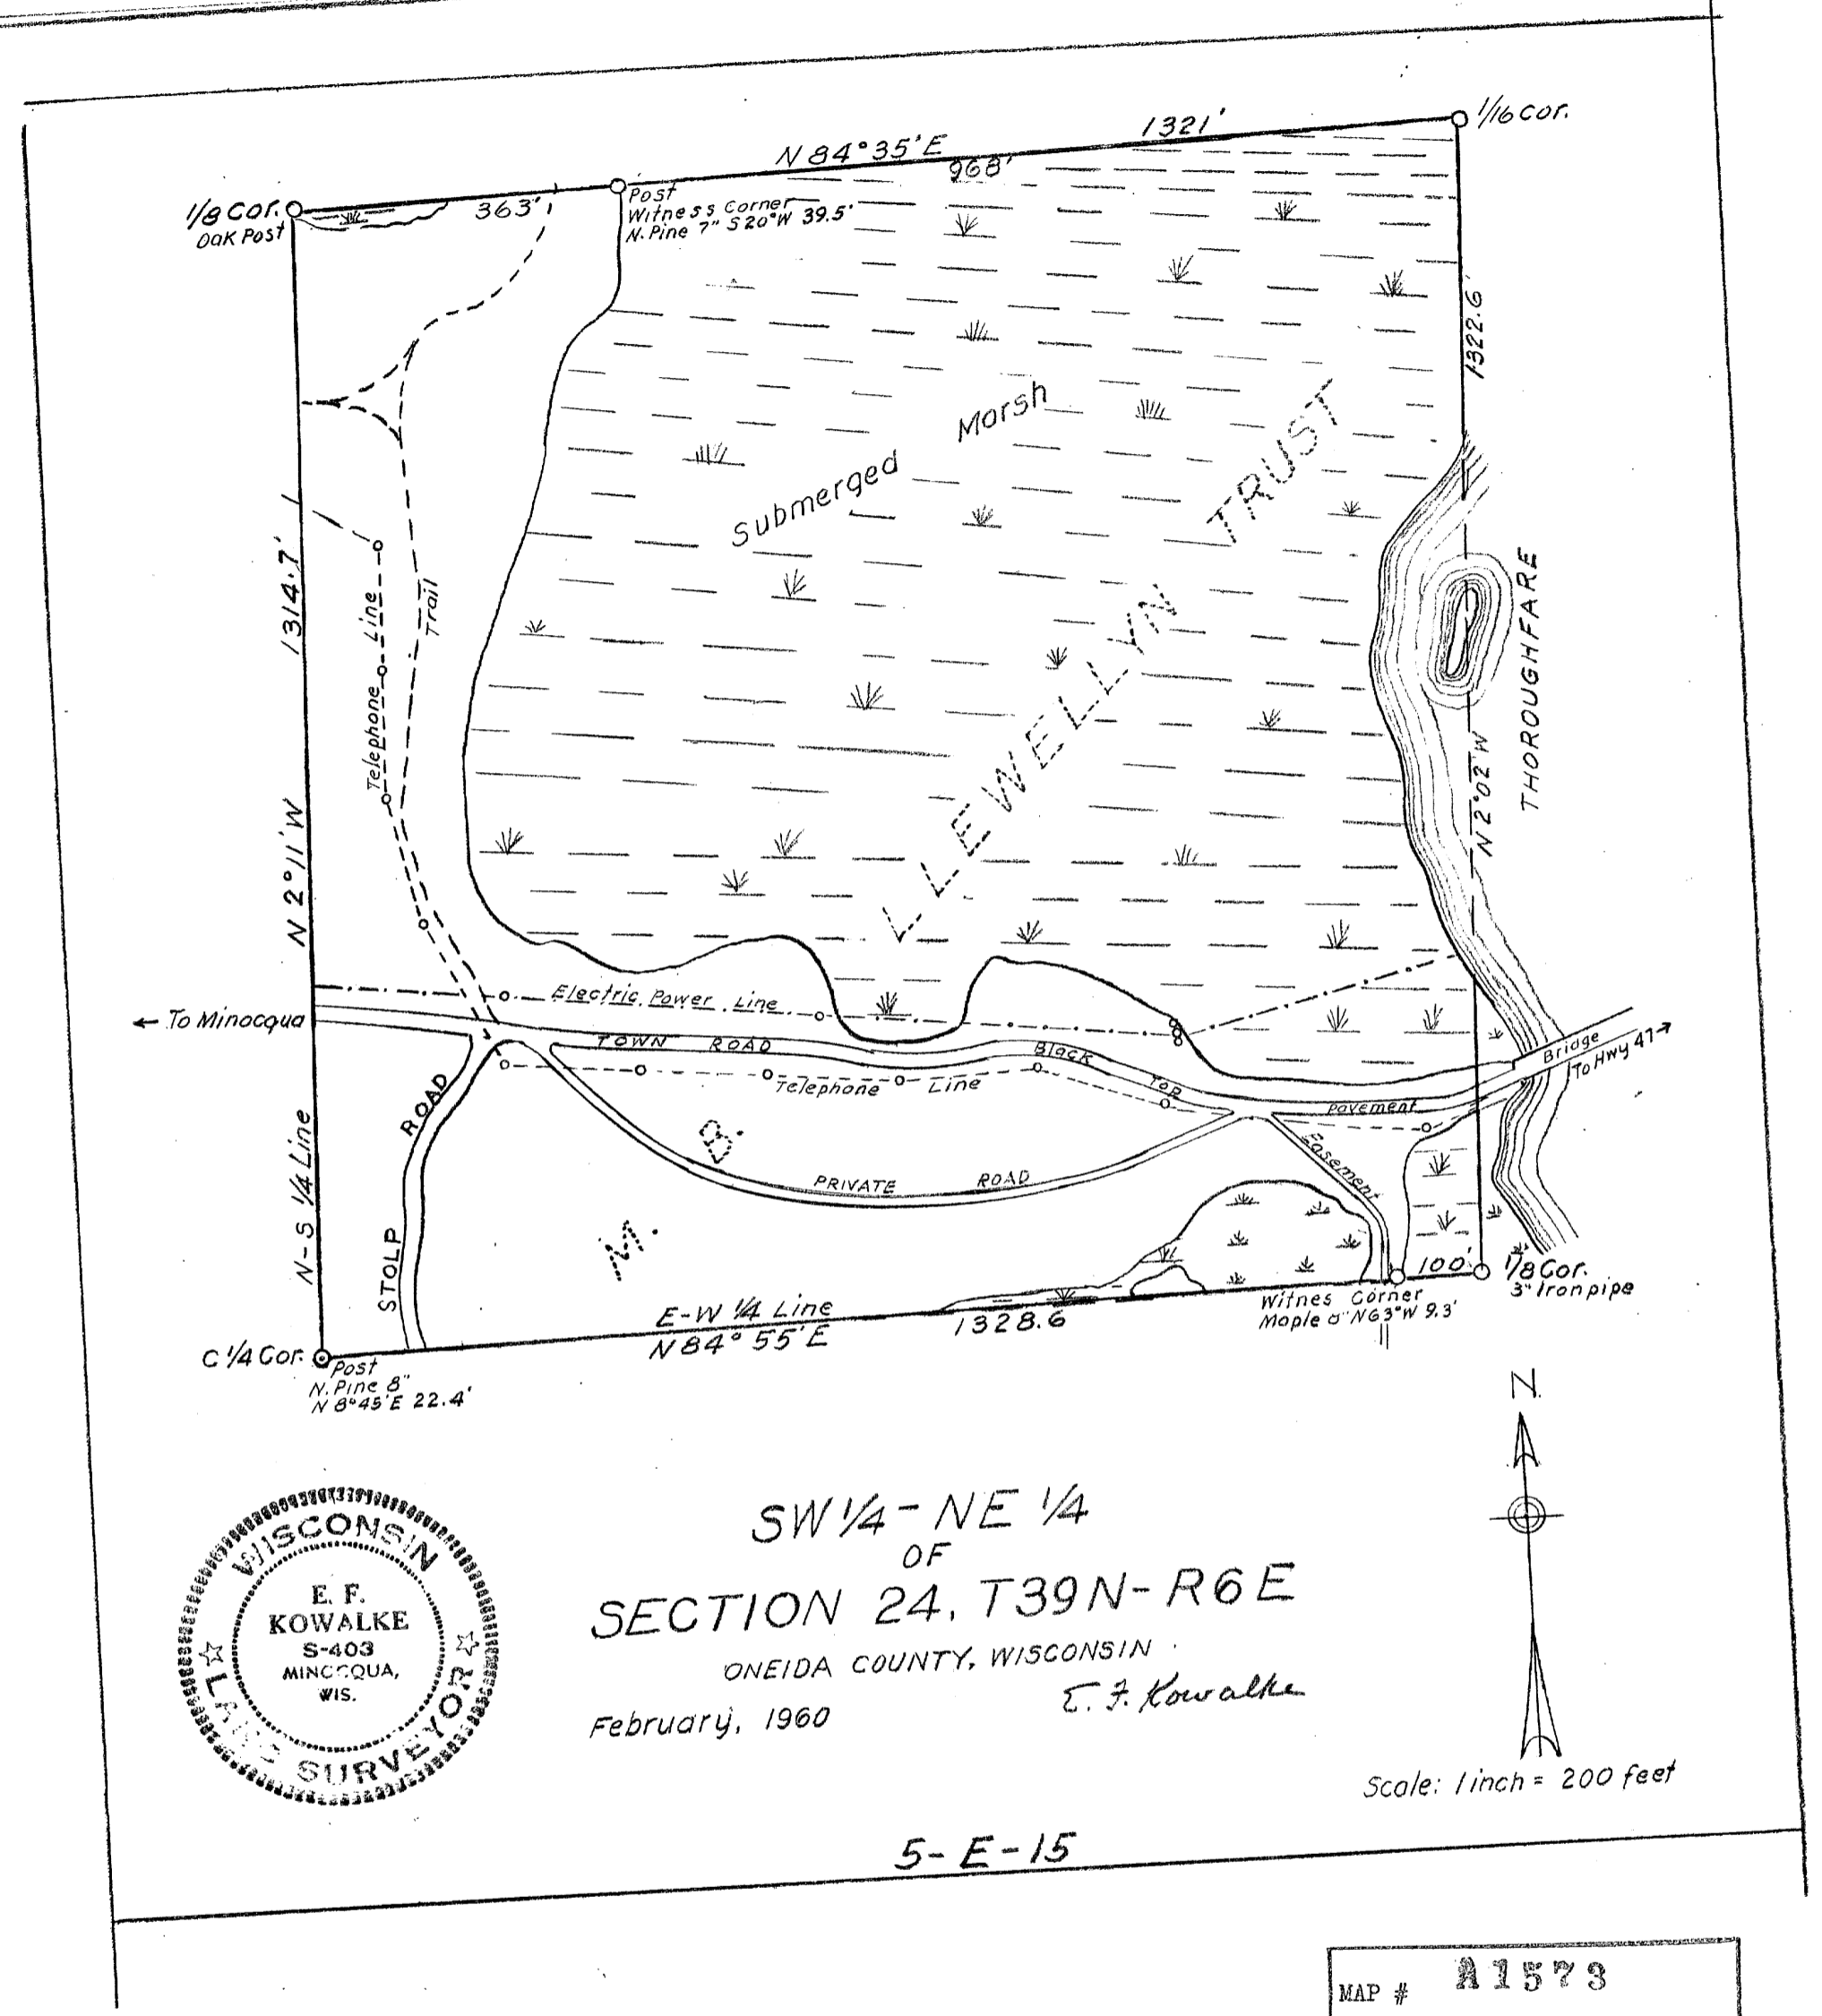 1/16 Cor.
1321'
N 84°35' E
968'
1/8 Cor.
Oak Post
363'
Post
Witness Corner
N. Pine 7" S20°W 39.5'
1322.6
Submerged Marsh
M. B. LLEWELLYN TRUST
1314.7'
Telephone Line
Trail
THOROUGHFARE
N 2°02' W
N 2°11' W
N-S 1/4 Line
← To Minocqua
Electric Power Line
TOWN ROAD Black Top Pavement
Bridge
To Hwy 47→
Telephone Line
STOLP ROAD
PRIVATE ROAD
Easement
100'
1/8 Cor.
3" Iron pipe
Witnes Corner
Maple N63°W 9.3'
E-W 1/4 Line
N 84° 55' E
1328.6
C 1/4 Cor.
Post
N. Pine 8"
N 8°45'E 22.4'
N
SW 1/4 - NE 1/4
OF
SECTION 24, T39N-R6E
ONEIDA COUNTY, WISCONSIN
E. F. Kowalke
February, 1960
WISCONSIN
LAND SURVEYOR
E. F.
KOWALKE
S-403
MINOCQUA,
WIS.
Scale: 1 inch = 200 feet
5-E-15
MAP # A1573